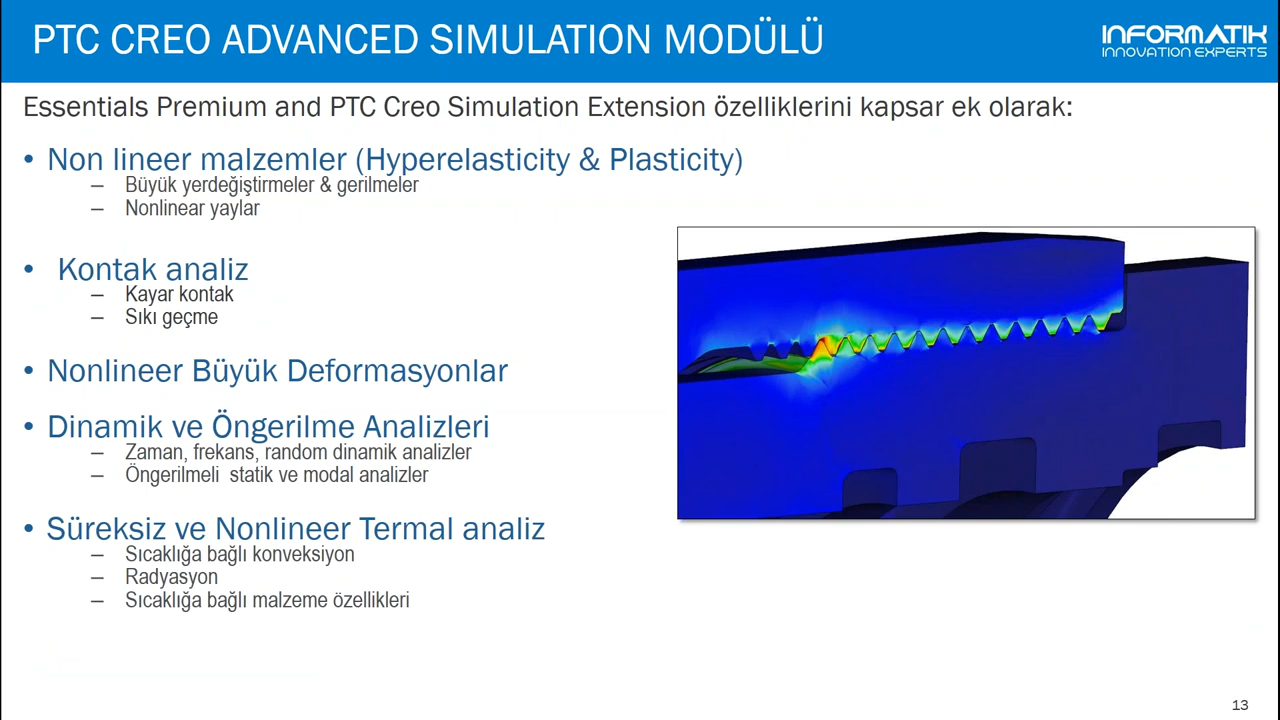 PTC CREO ADVANCED SIMULATION MODÜLÜ
INFORMATIK
INNOVATION EXPERTS
Essentials Premium and PTC Creo Simulation Extension özelliklerini kapsar ek olarak:
• Non lineer malzemler (Hyperelasticity & Plasticity)
– Büyük yerdeğiştirmeler & gerilmeler
– Nonlinear yaylar
• Kontak analiz
– Kayar kontak
– Sıkı geçme
• Nonlineer Büyük Deformasyonlar
• Dinamik ve Öngerilme Analizleri
– Zaman, frekans, random dinamik analizler
– Öngerilmeli statik ve modal analizler
• Süreksiz ve Nonlineer Termal analiz
– Sıcaklığa bağlı konveksiyon
– Radyasyon
– Sıcaklığa bağlı malzeme özellikleri
13